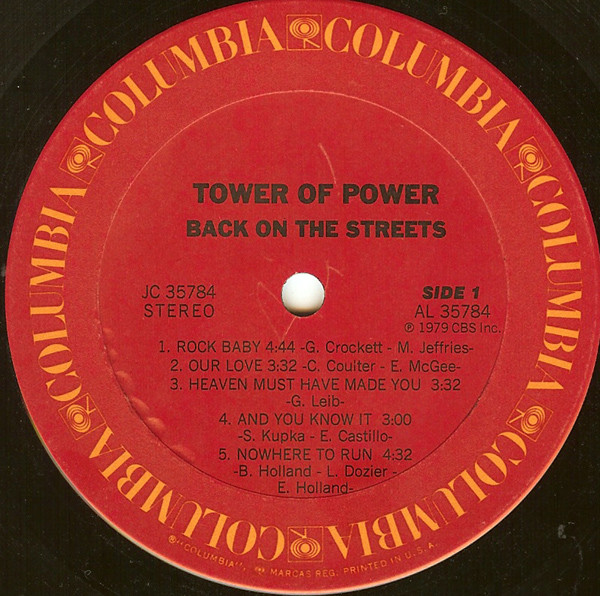 COLUMBIA COLUMBIA COLUMBIA COLUMBIA COLUMBIA COLUMBIA COLUMBIA COLUMBIA
TOWER OF POWER
BACK ON THE STREETS
JC 35784
STEREO
SIDE 1
AL 35784
℗ 1979 CBS Inc.
1. ROCK BABY 4:44 -G. Crockett - M. Jeffries-
2. OUR LOVE 3:32 -C. Coulter - E. McGee-
3. HEAVEN MUST HAVE MADE YOU 3:32
-G. Leib-
4. AND YOU KNOW IT 3:00
-S. Kupka - E. Castillo-
5. NOWHERE TO RUN 4:32
-B. Holland - L. Dozier -
E. Holland-
®"COLUMBIA", MARCAS REG. PRINTED IN U.S.A.